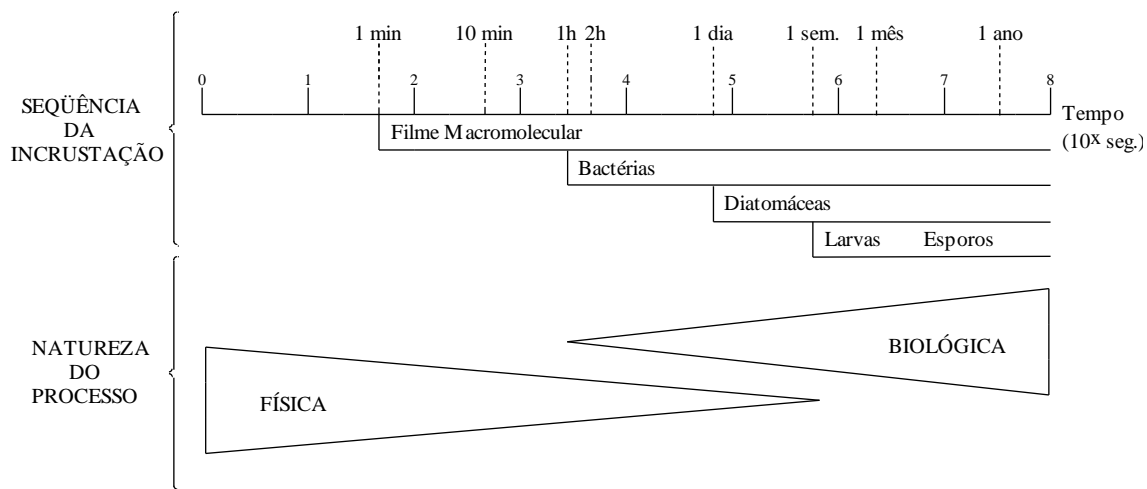 1 min 10 min 1h 2h 1 dia 1 sem. 1 mês 1 ano
0 1 2 3 4 5 6 7 8
SEQÜÊNCIA
DA
INCRUSTAÇÃO
Tempo
(10x seg.)
Filme Macromolecular
Bactérias
Diatomáceas
Larvas Esporos
NATUREZA
DO
PROCESSO
BIOLÓGICA
FÍSICA